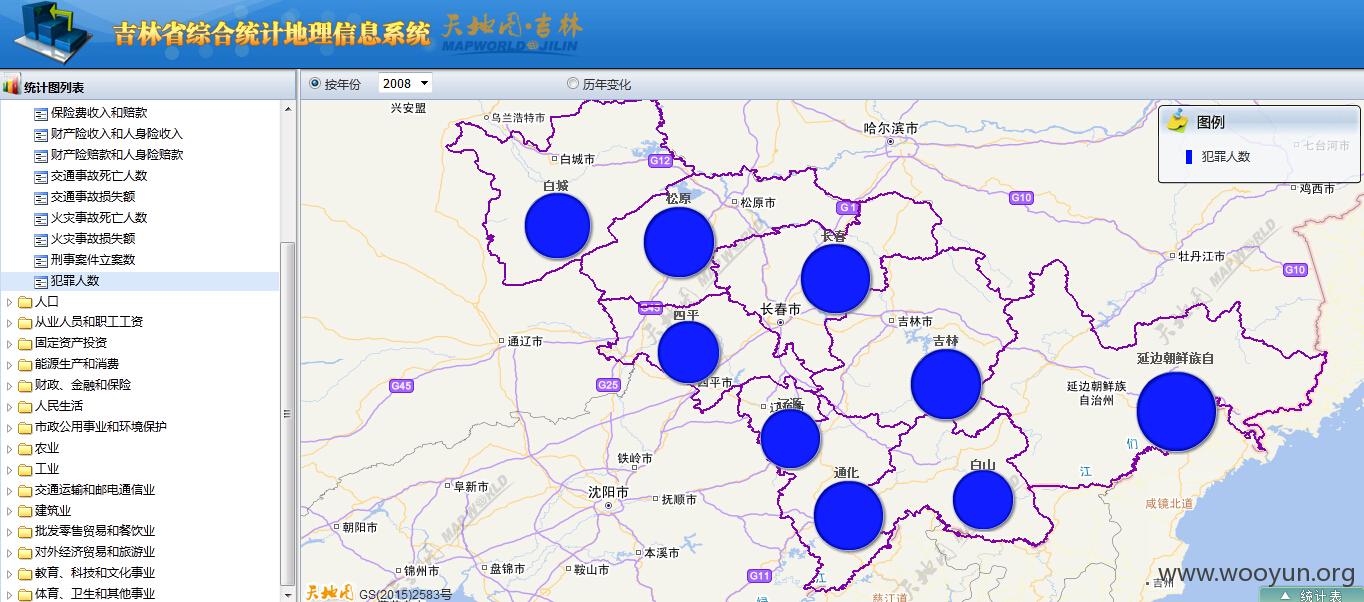 吉林省综合统计地理信息系统
天地图·吉林
MAPWORLD@JILIN
统计图列表
按年份
2008
历年变化
保险费收入和赔款
财产险收入和人身险收入
财产险赔款和人身险赔款
交通事故死亡人数
交通事故损失额
火灾事故死亡人数
火灾事故损失额
刑事案件立案数
犯罪人数
人口
从业人员和职工工资
固定资产投资
能源生产和消费
财政、金融和保险
人民生活
市政公用事业和环境保护
农业
工业
交通运输和邮电通信业
建筑业
批发零售贸易和餐饮业
对外经济贸易和旅游业
教育、科技和文化事业
体育、卫生和其他事业
图例
犯罪人数
兴安盟
乌兰浩特市
哈尔滨市
七台河市
白城市
G12
鸡西市
白城
松原
松原市
G10
G1
长春
牡丹江市
G10
MAPWORLD
G45
四平
长春市
吉林市
通辽市
吉林
延边朝鲜族自
四平市
G45
G25
延边朝鲜族
自治州
辽源
们
铁岭市
通化
白山
江
阜新市
沈阳市
抚顺市
咸镜北道
朝阳市
本溪市
锦州市
盘锦市
鞍山市
G11
江
吉州
慈江道
天地图
GS(2015)2583号
www.wooyun.org
统计表